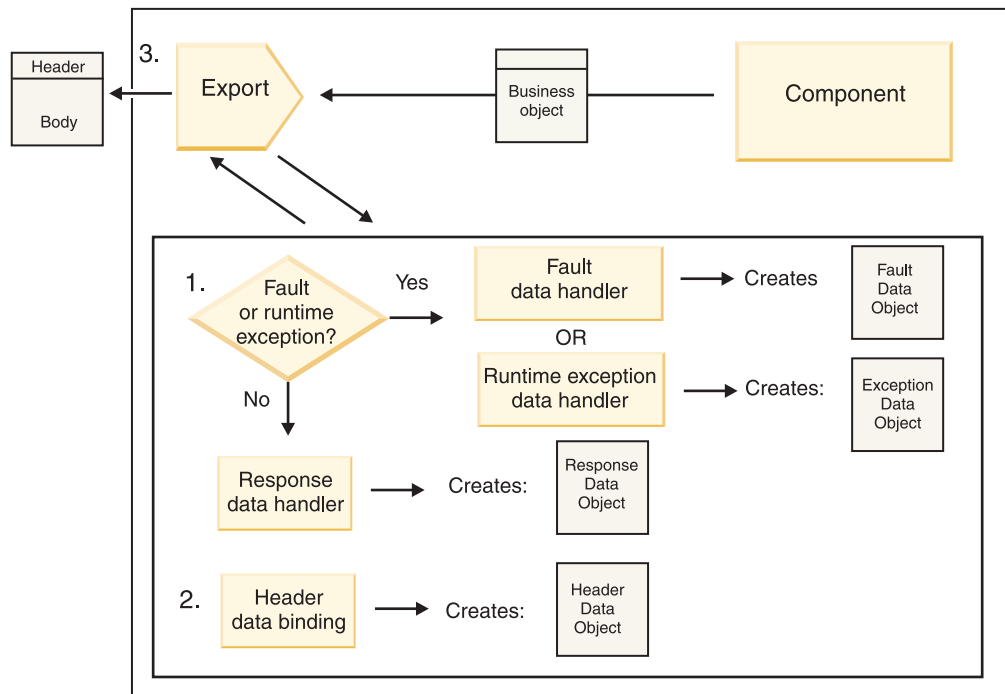 3.
Header
Body
Export
Business
object
Component
1.
Fault
or runtime
exception?
Yes
No
Fault
data handler
Creates
Fault
Data
Object
OR
Runtime exception
data handler
Creates:
Exception
Data
Object
Response
data handler
Creates:
Response
Data
Object
2.
Header
data binding
Creates:
Header
Data
Object